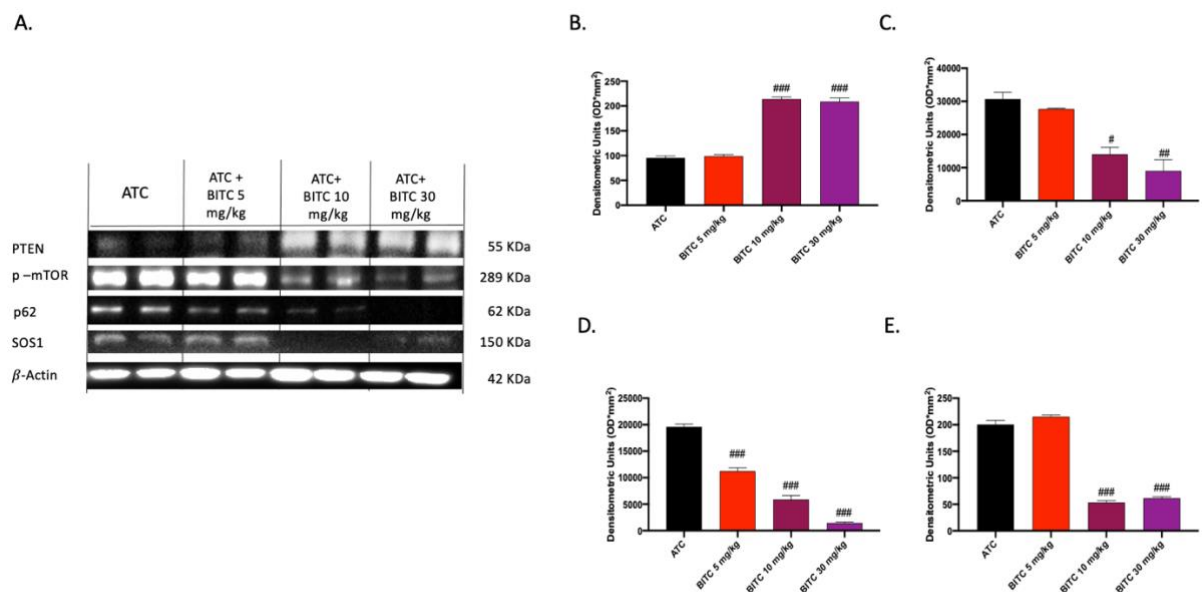 A.
ATC
ATC +
BITC 5
mg/kg
ATC+
BITC 10
mg/kg
ATC+
BITC 30
mg/kg
PTEN
55 KDa
p –mTOR
289 KDa
p62
62 KDa
SOS1
150 KDa
β-Actin
42 KDa
B.
Densitometric Units (OD*mm²)
250
200
150
100
50
0
### ###
ATC
BITC 5 mg/kg
BITC 10 mg/kg
BITC 30 mg/kg
C.
Densitometric Units (OD*mm²)
40000
30000
20000
10000
0
# ##
ATC
BITC 5 mg/kg
BITC 10 mg/kg
BITC 30 mg/kg
D.
Densitometric Units (OD*mm²)
25000
20000
15000
10000
5000
0
###
###
###
ATC
BITC 5 mg/kg
BITC 10 mg/kg
BITC 30 mg/kg
E.
Densitometric Units (OD*mm²)
250
200
150
100
50
0
### ###
ATC
BITC 5 mg/kg
BITC 10 mg/kg
BITC 30 mg/kg